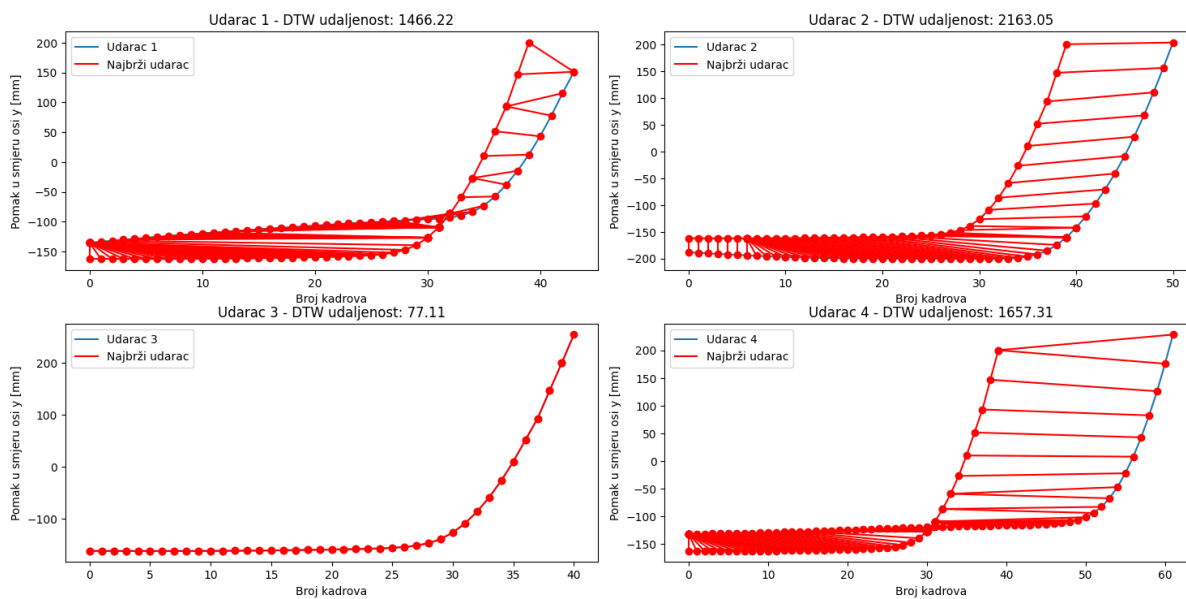 Udarac 1 - DTW udaljenost: 1466.22
Udarac 1
Najbrži udarac
Pomak u smjeru osi y [mm]
200
150
100
50
0
−50
−100
−150
0 10 20 30 40
Broj kadrova
Udarac 2 - DTW udaljenost: 2163.05
Udarac 2
Najbrži udarac
Pomak u smjeru osi y [mm]
200
150
100
50
0
−50
−100
−150
−200
0 10 20 30 40 50
Broj kadrova
Udarac 3 - DTW udaljenost: 77.11
Udarac 3
Najbrži udarac
Pomak u smjeru osi y [mm]
200
100
0
−100
0 5 10 15 20 25 30 35 40
Broj kadrova
Udarac 4 - DTW udaljenost: 1657.31
Udarac 4
Najbrži udarac
Pomak u smjeru osi y [mm]
200
150
100
50
0
−50
−100
−150
0 10 20 30 40 50 60
Broj kadrova